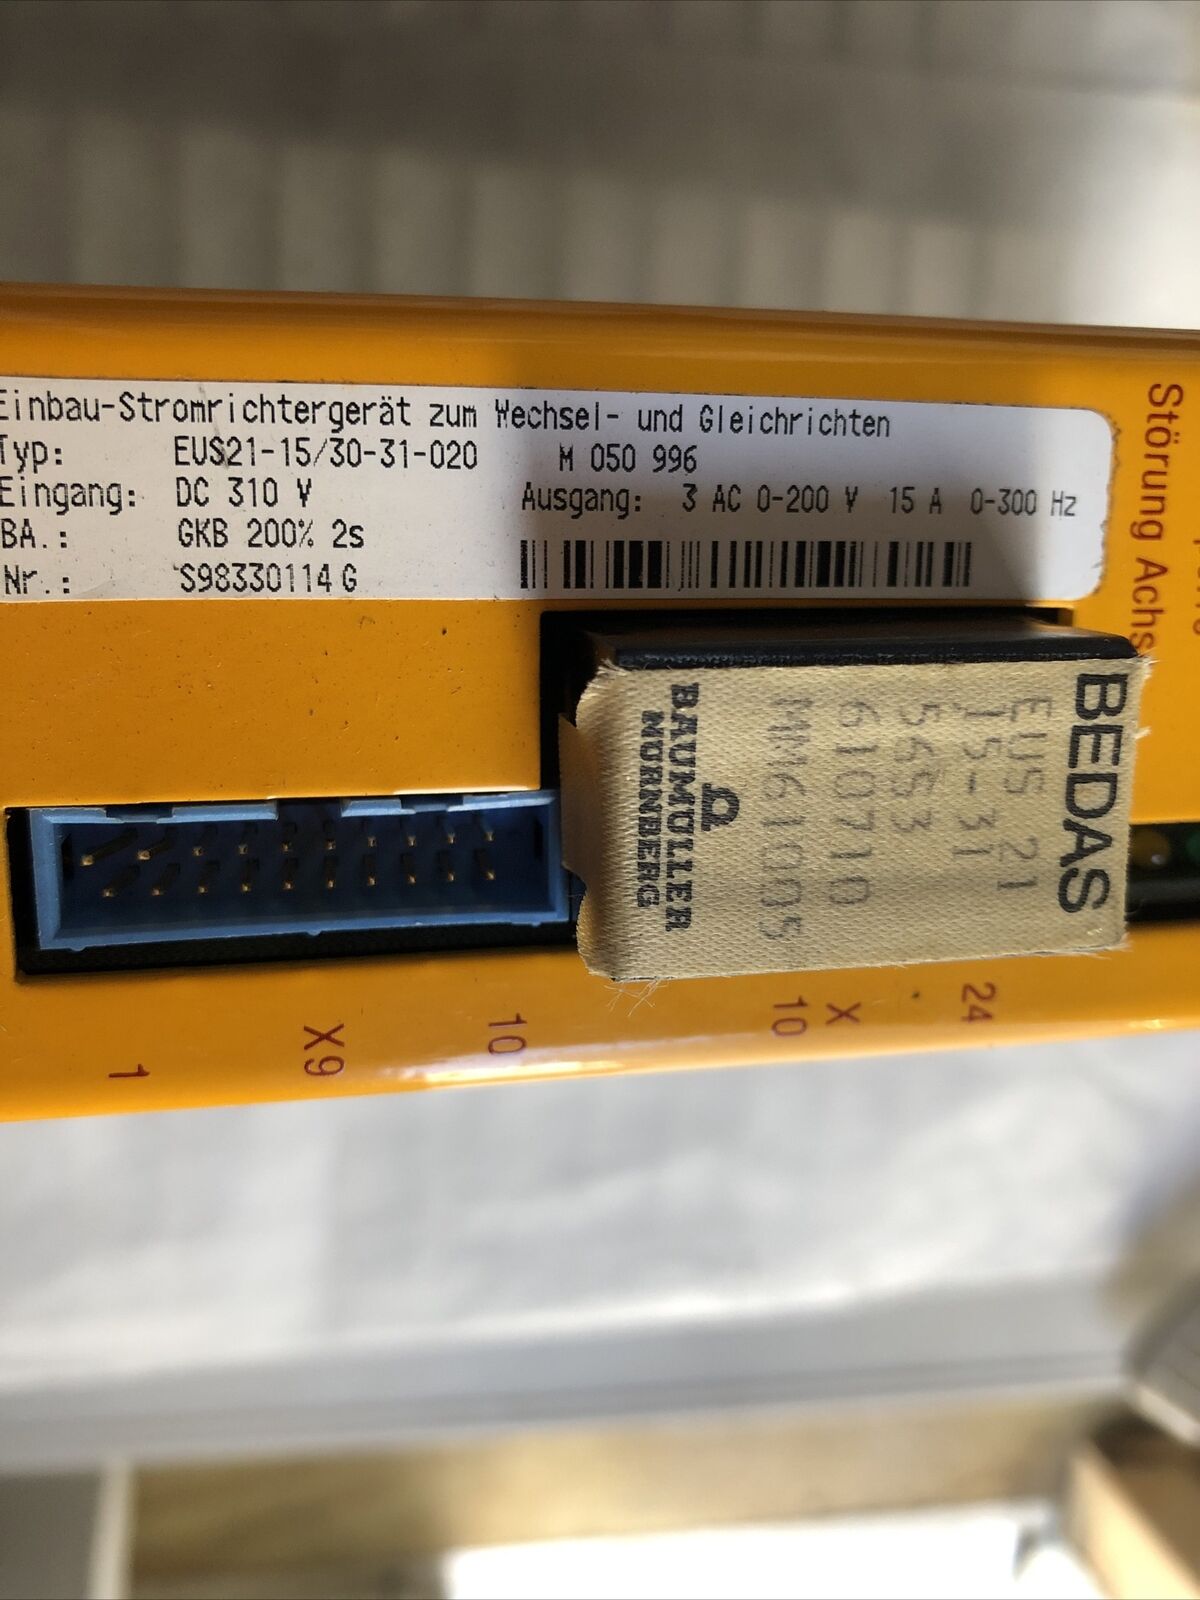 Einbau-Stromrichtergerät zum Wechsel- und Gleichrichten
Typ: EUS21-15/30-31-020 M 050 996
Eingang: DC 310 V Ausgang: 3 AC 0-200 V 15 A 0-300 Hz
BA.: GKB 200% 2s
Nr.: S98330114 G
Störung Achs
BEDAS
EUS 21
15-31
5653
610710
MM61005
BAUMÜLLER
NÜRNBERG
1
X9
10
10
X
24